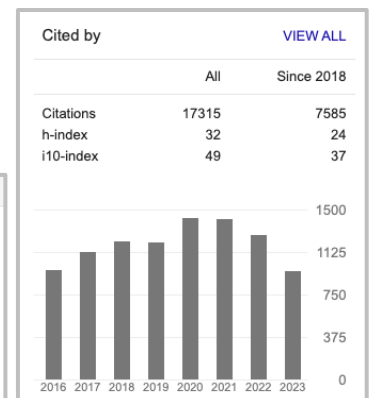 Cited by VIEW ALL
All Since 2018
Citations 17315 7585
h-index 32 24
i10-index 49 37
1500
1125
750
375
0
2016 2017 2018 2019 2020 2021 2022 2023